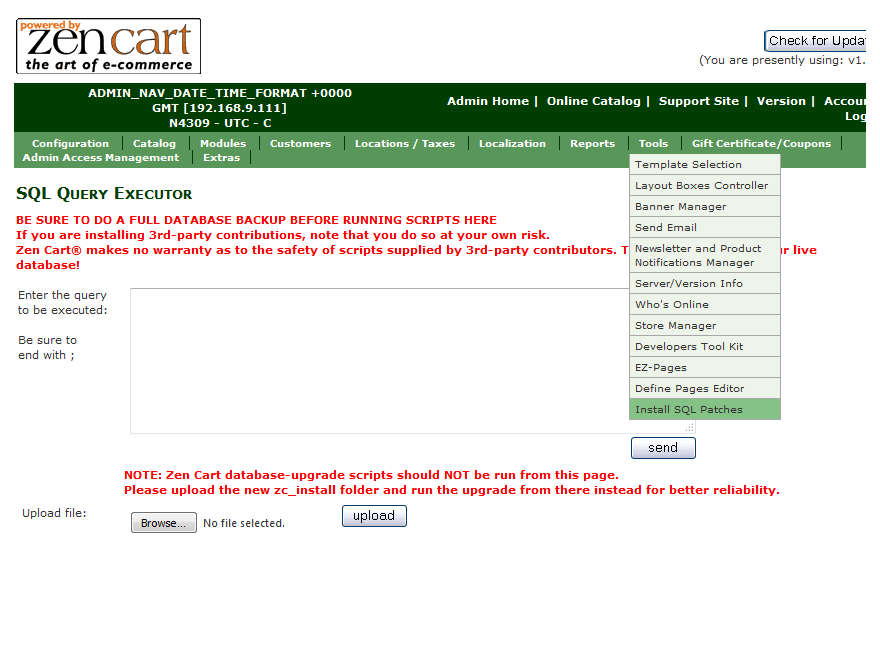 powered by
zen cart
the art of e-commerce
Check for Updat
(You are presently using: v1.
ADMIN_NAV_DATE_TIME_FORMAT +0000
GMT [192.168.9.111]
N4309 - UTC - C
Admin Home | Online Catalog | Support Site | Version | Accoun
Log
Configuration Catalog Modules Customers Locations / Taxes Localization Reports Tools Gift Certificate/Coupons
Admin Access Management Extras
Template Selection
Layout Boxes Controller
Banner Manager
Send Email
Newsletter and Product
Notifications Manager
Server/Version Info
Who's Online
Store Manager
Developers Tool Kit
EZ-Pages
Define Pages Editor
Install SQL Patches
SQL Query Executor
BE SURE TO DO A FULL DATABASE BACKUP BEFORE RUNNING SCRIPTS HERE
If you are installing 3rd-party contributions, note that you do so at your own risk.
Zen Cart® makes no warranty as to the safety of scripts supplied by 3rd-party contributors. live
database!
Enter the query
to be executed:
Be sure to
end with ;
send
NOTE: Zen Cart database-upgrade scripts should NOT be run from this page.
Please upload the new zc_install folder and run the upgrade from there instead for better reliability.
Upload file:
Browse... No file selected.
upload